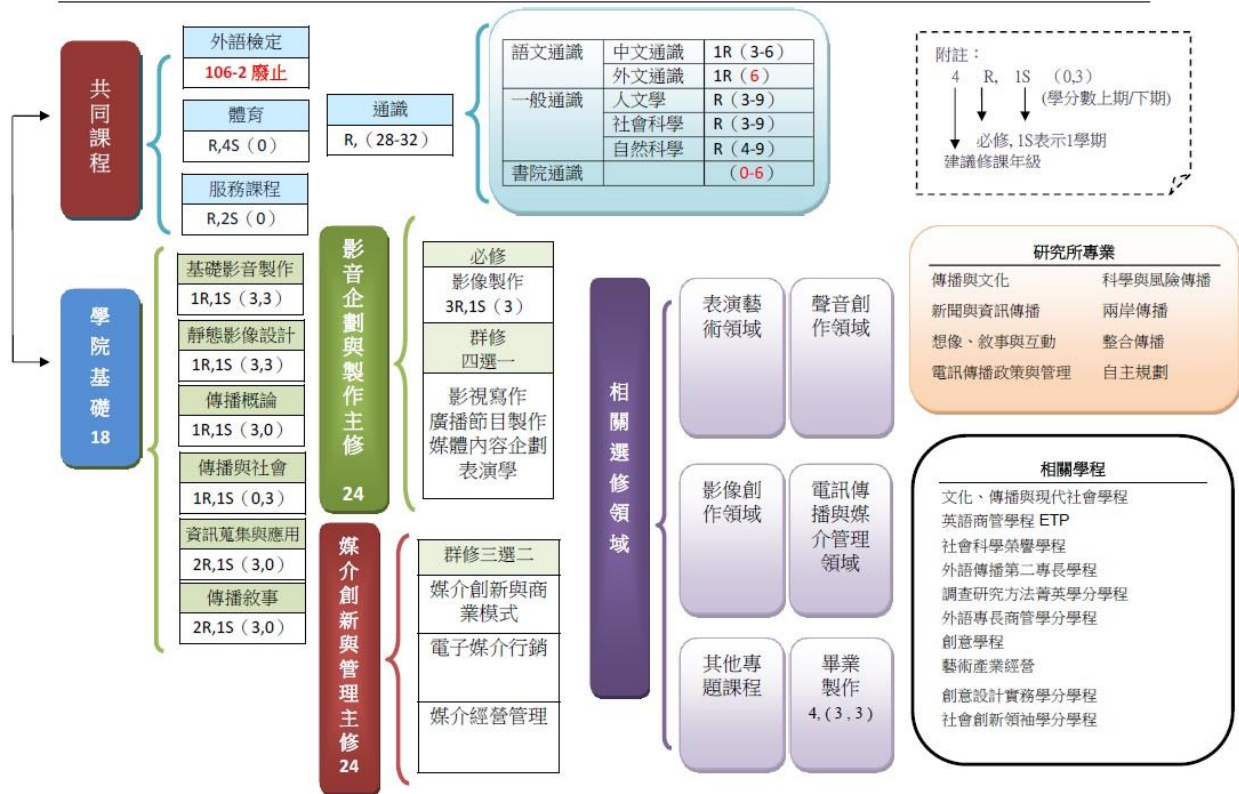 共同課程
外語檢定
106-2 廢止
體育
R,4S（0）
服務課程
R,2S（0）
通識
R,（28-32）
語文通識 中文通識 1R（3-6）
外文通識 1R（6）
一般通識 人文學 R（3-9）
社會科學 R（3-9）
自然科學 R（4-9）
書院通識 （0-6）
附註：
4 R, 1S （0,3）
(學分數上期/下期)
必修, 1S表示1學期
建議修課年級
學院基礎
18
基礎影音製作
1R,1S（3,3）
靜態影像設計
1R,1S（3,3）
傳播概論
1R,1S（3,0）
傳播與社會
1R,1S（0,3）
資訊蒐集與應用
2R,1S（3,0）
傳播敘事
2R,1S（3,0）
影音企劃與製作主修
24
必修
影像製作
3R,1S（3）
群修
四選一
影視寫作
廣播節目製作
媒體內容企劃
表演學
媒介創新與管理主修
24
群修三選二
媒介創新與商
業模式
電子媒介行銷
媒介經營管理
相關選修領域
表演藝
術領域
聲音創
作領域
影像創
作領域
電訊傳
播與媒
介管理
領域
其他專
題課程
畢業
製作
4,(3,3)
研究所專業
傳播與文化 科學與風險傳播
新聞與資訊傳播 兩岸傳播
想像、敘事與互動 整合傳播
電訊傳播政策與管理 自主規劃
相關學程
文化、傳播與現代社會學程
英語商管學程 ETP
社會科學榮譽學程
外語傳播第二專長學程
調查研究方法菁英學分學程
外語專長商管學分學程
創意學程
藝術產業經營
創意設計實務學分學程
社會創新領袖學分學程